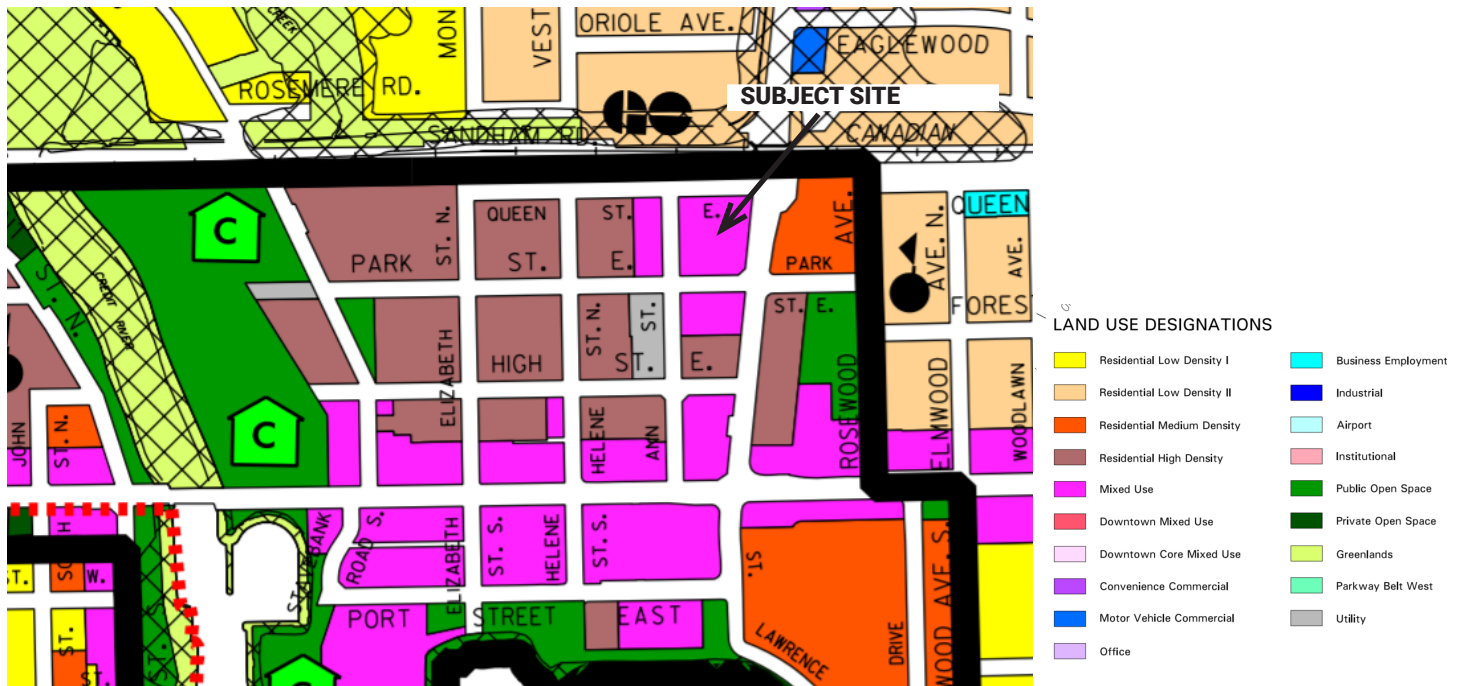 ORIOLE AVE.
MON
VEST
EAGLEWOOD
CREEK
ROSEMERE RD.
SUBJECT SITE
GO
SANDHAM RD.
CANADIAN
C
QUEEN ST. E.
ST. N.
AVE.
AVE. N.
QUEEN
AVE.
PARK ST. E.
PARK
ST. N.
CREDIT RIVER
ST. E.
FOREST
ST. N.
ST.
ELIZABETH
HIGH ST. E.
C
ROSEWOOD
ELMWOOD
WOODLAWN
JOHN
ST. N.
HELENE
ANN
STAVEBANK
ROAD S.
ELIZABETH
ST. S.
HELENE
ST. S.
ST.
ST.
W.
ST.
ST. S.
PORT STREET EAST
LAWRENCE
DRIVE
WOOD AVE. S.
ST.
C
LAND USE DESIGNATIONS
Residential Low Density I
Residential Low Density II
Residential Medium Density
Residential High Density
Mixed Use
Downtown Mixed Use
Downtown Core Mixed Use
Convenience Commercial
Motor Vehicle Commercial
Office
Business Employment
Industrial
Airport
Institutional
Public Open Space
Private Open Space
Greenlands
Parkway Belt West
Utility